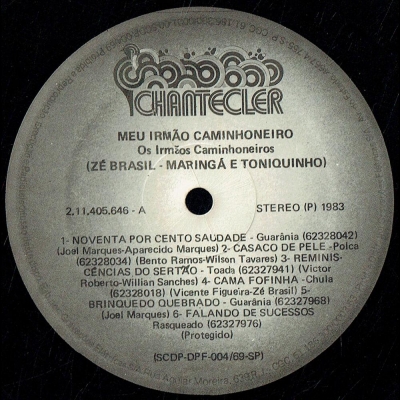 CHANTECLER
MEU IRMÃO CAMINHONEIRO
Os Irmãos Caminhoneiros
(ZÉ BRASIL - MARINGÁ E TONIQUINHO)
2.11.405.646 - A
STEREO (P) 1983
1- NOVENTA POR CENTO SAUDADE - Guarânia (62328042)
(Joel Marques-Aparecido Marques) 2- CASACO DE PELE -Polca
(62328034) (Bento Ramos-Wilson Tavares) 3- REMINIS-
CÊNCIAS DO SERTÃO - Toada (62327941) (Victor
Roberto-Willian Sanches) 4- CAMA FOFINHA -Chula
(62328018) (Vicente Figueira-Zé Brasil) 5-
BRINQUEDO QUEBRADO - Guarânia (62327968)
(Joel Marques) 6- FALANDO DE SUCESSOS
Rasqueado (62327976)
(Protegido)
(SCDP-DPF-004/69-SP)